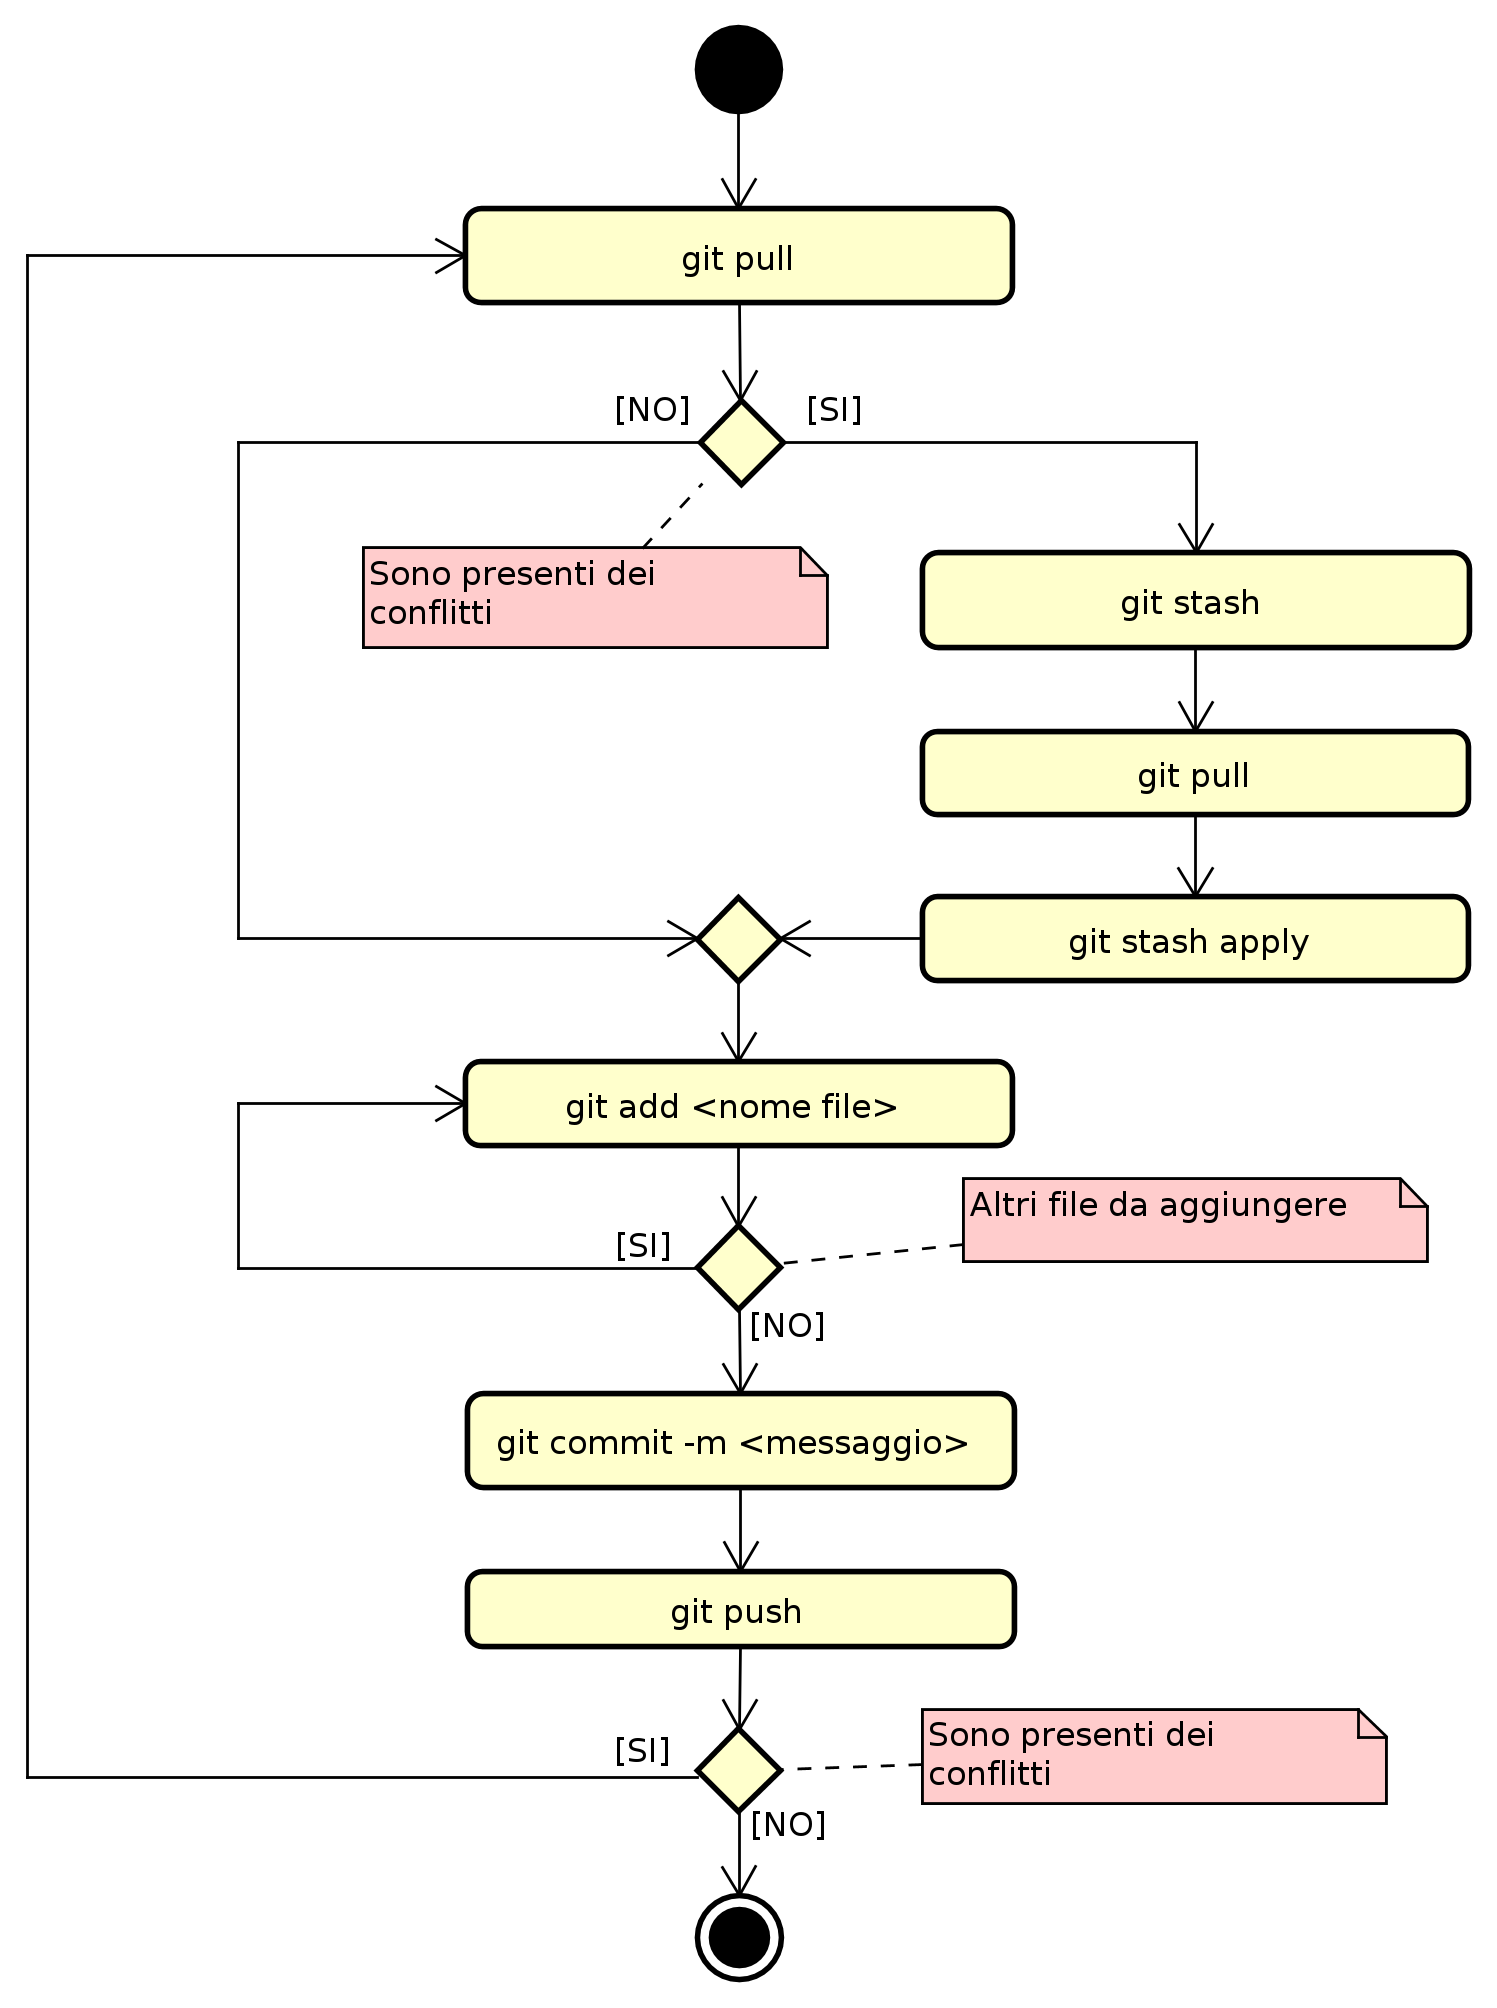 git pull
[NO]
[SI]
Sono presenti dei
conflitti
git stash
git pull
git stash apply
git add <nome file>
Altri file da aggiungere
[SI]
[NO]
git commit -m <messaggio>
git push
Sono presenti dei
conflitti
[SI]
[NO]